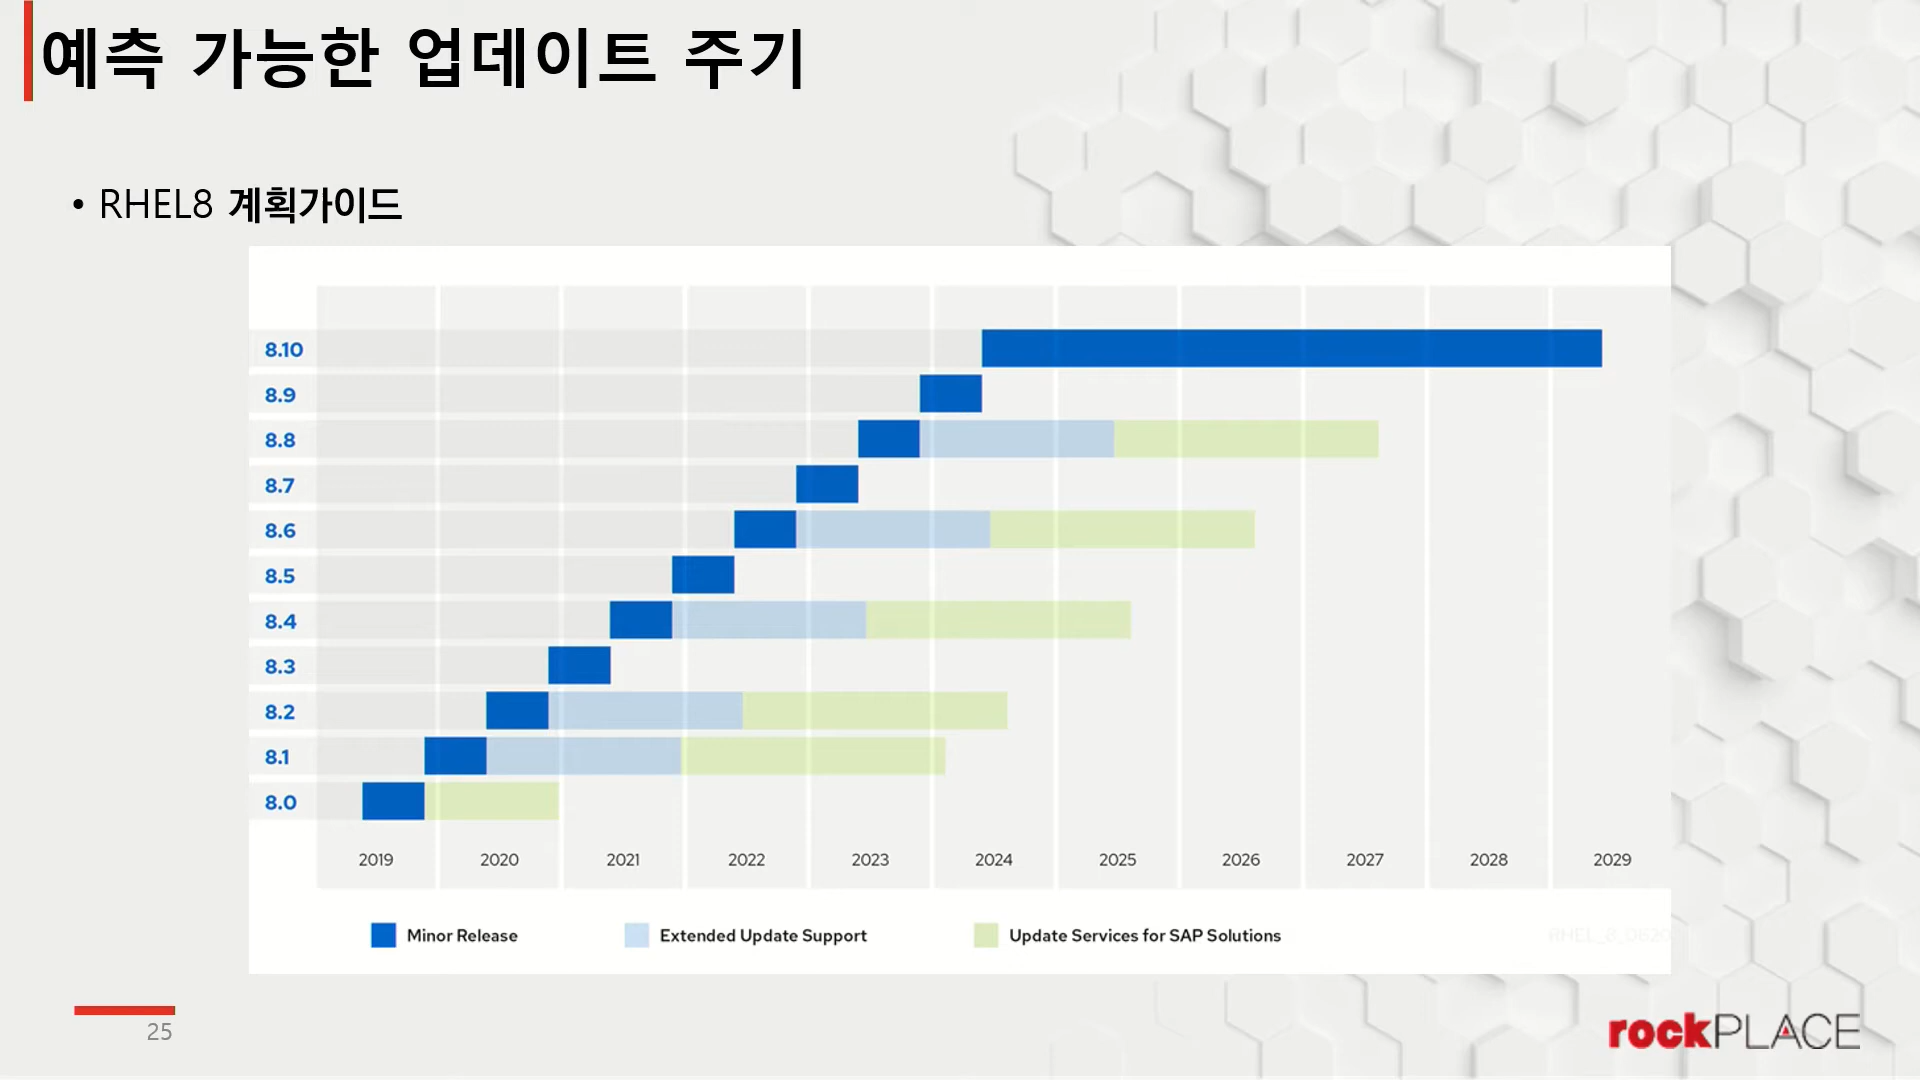 예측 가능한 업데이트 주기
• RHEL8 계획가이드
8.10
8.9
8.8
8.7
8.6
8.5
8.4
8.3
8.2
8.1
8.0
2019 2020 2021 2022 2023 2024 2025 2026 2027 2028 2029
Minor Release Extended Update Support Update Services for SAP Solutions
25
rockPLACE